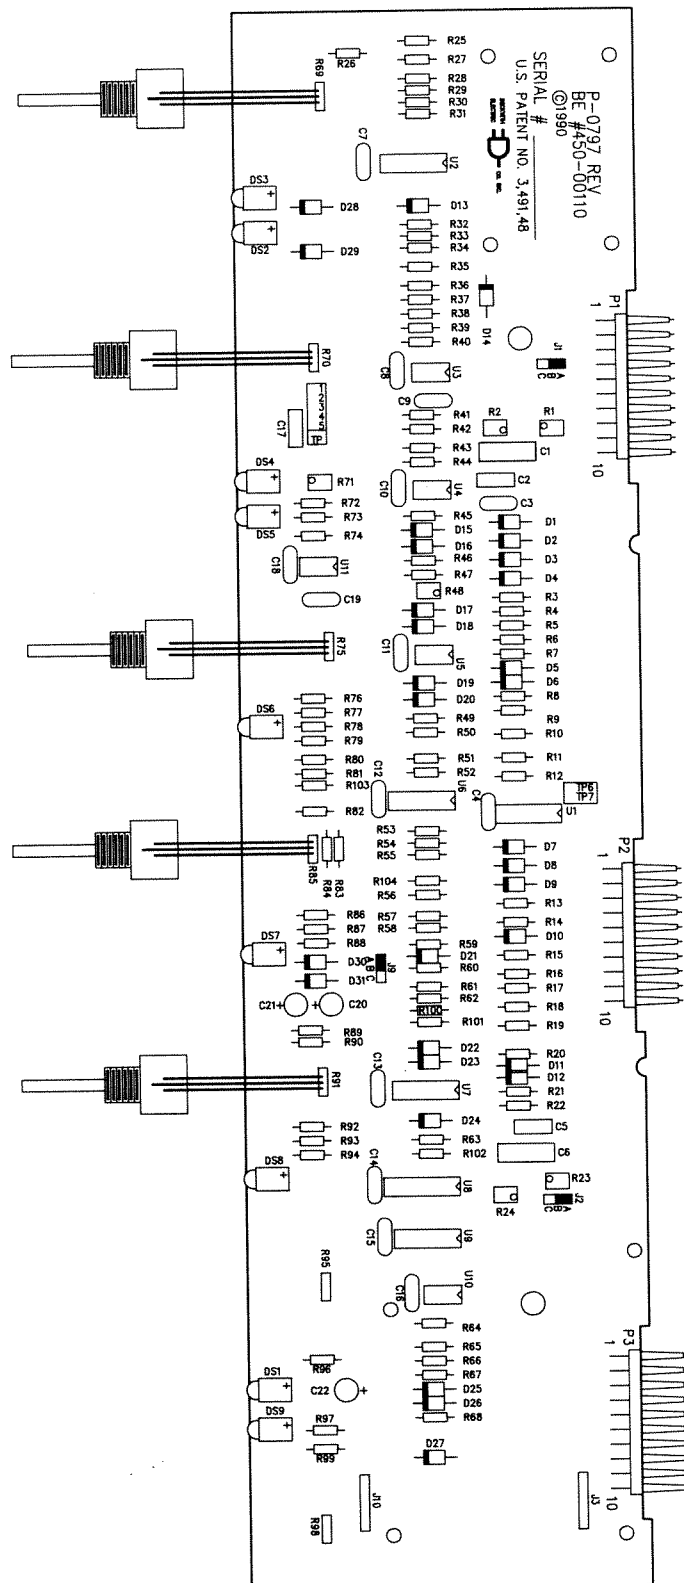 P-0797 REV
BE #450-00110
©1990
SERIAL #
U.S. PATENT NO. 3,491,48
ELECTRIC
CO. INC.
R69
R26
R25
R27
R28
R29
R30
R31
C7
U2
DS3
D28
D13
DS2
D29
R32
R33
R34
R35
R36
R37
R38
R39
R40
D14
P1
1
10
J1
A
B
C
R70
C8
U3
C9
1
2
3
4
5
TP
C17
R41
R42
R43
R44
R2
R1
C1
C2
C3
DS4
R71
C10
U4
DS5
R72
R73
R74
R45
D15
D16
R46
R47
R48
D1
D2
D3
D4
C18
U11
C19
D17
D18
R3
R4
R5
R6
R7
R75
C11
U5
D5
D6
R8
D19
D20
R49
R50
R9
R10
DS6
R76
R77
R78
R79
R80
R81
R103
R82
R51
R52
R11
R12
C12
U6
C4
U1
TP6
TP7
R85
R84
R83
R53
R54
R55
R104
R56
R57
R58
D7
D8
D9
R13
R14
D10
P2
1
10
R86
R87
R88
DS7
D30
D31
J9
A
B
C
R59
D21
R60
R61
R62
R100
R101
R15
R16
R17
R18
R19
C21
+
+
C20
R89
R90
D22
D23
R20
D11
D12
R21
R22
R91
C13
U7
D24
R63
R102
C5
C6
R92
R93
R94
DS8
C14
U8
R23
R24
J2
A
B
C
C15
U9
R95
C16
U10
R64
R65
R66
R67
D25
D26
R68
P3
1
10
R96
DS1
C22
+
DS9
R97
R99
D27
J10
J3
R98